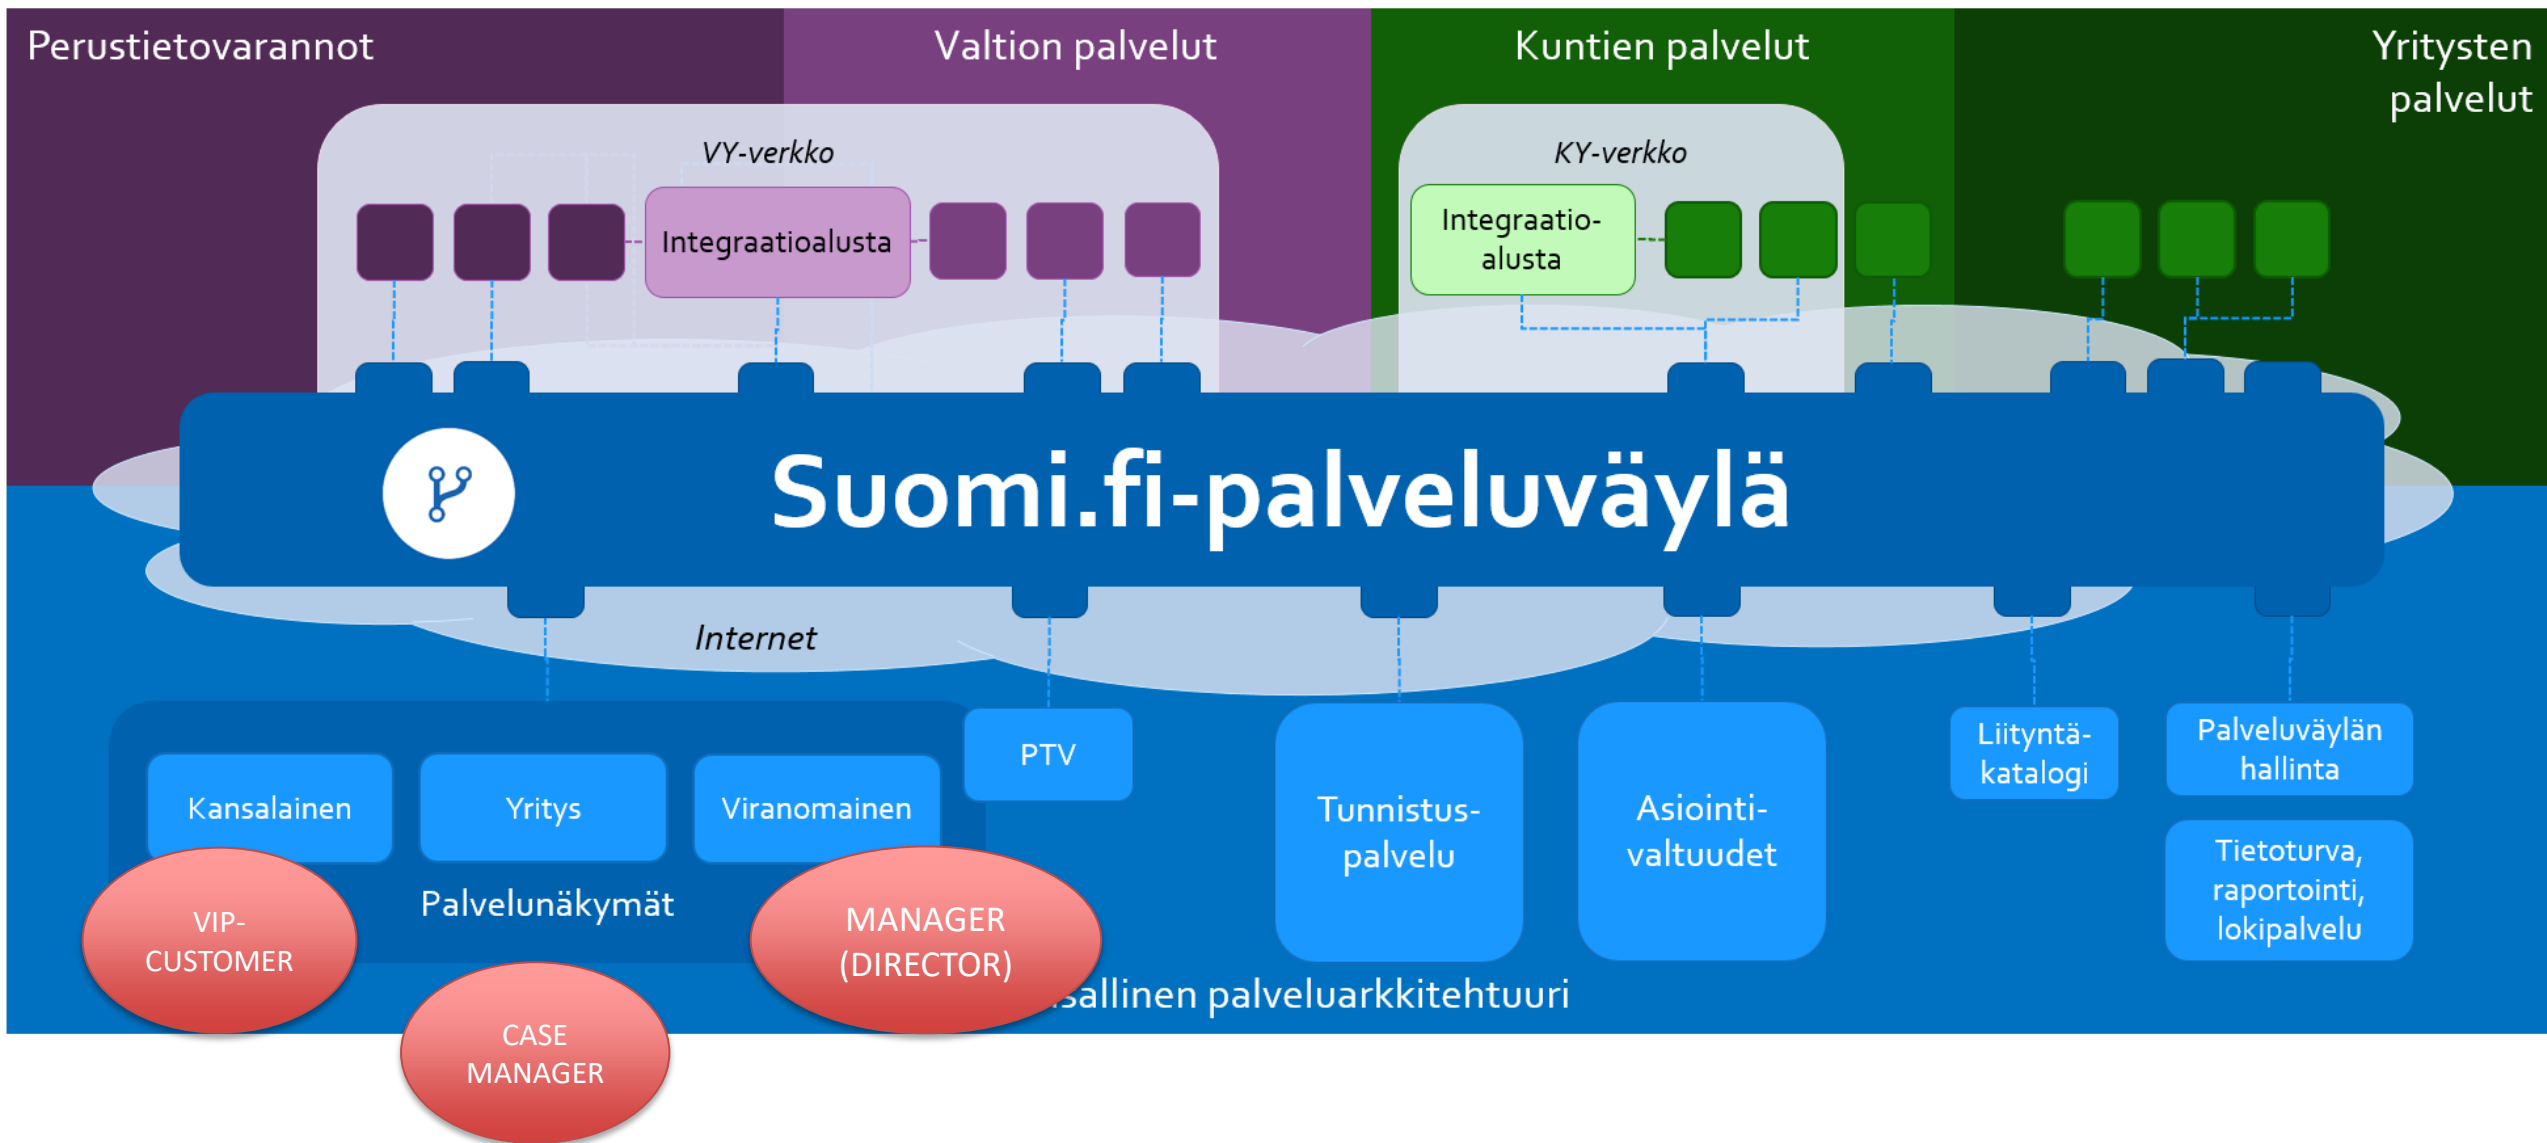 Perustietovarannot
Valtion palvelut
Kuntien palvelut
Yritysten
palvelut
VY-verkko
KY-verkko
Integraatioalusta
Integraatio-
alusta
Suomi.fi-palveluväylä
Internet
Kansalainen
Yritys
Viranomainen
Palvelunäkymät
PTV
Tunnistus-
palvelu
Asiointi-
valtuudet
Liityntä-
katalogi
Palveluväylän
hallinta
Tietoturva,
raportointi,
lokipalvelu
VIP-
CUSTOMER
CASE
MANAGER
MANAGER
(DIRECTOR)
palveluarkkitehtuuri